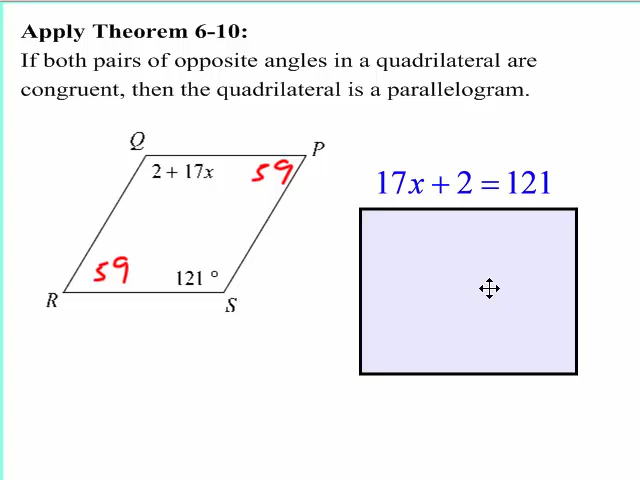 Apply Theorem 6-10:
If both pairs of opposite angles in a quadrilateral are
congruent, then the quadrilateral is a parallelogram.
Q
P
2 + 17x
59
17x + 2 = 121
59
121 °
R
S